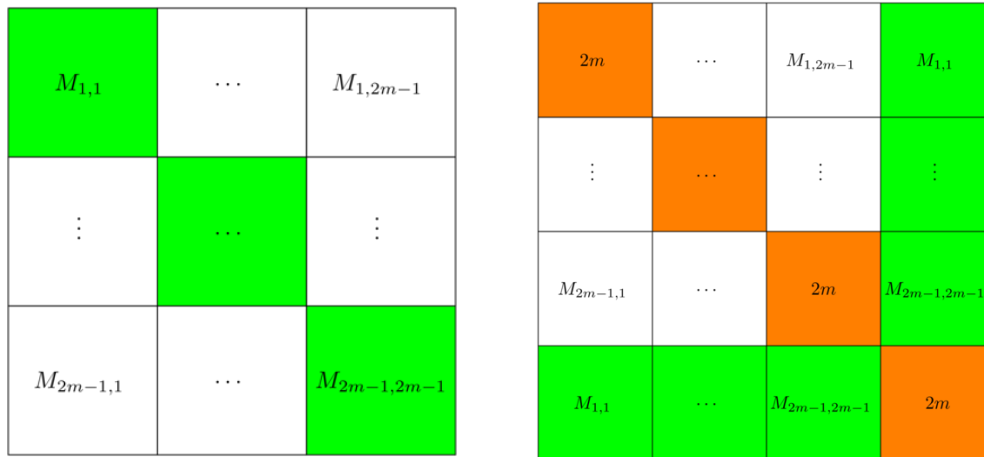 M_{1,1} ⋯ M_{1,2m−1}
⋮ ⋯ ⋮
M_{2m−1,1} ⋯ M_{2m−1,2m−1}
2m ⋯ M_{1,2m−1} M_{1,1}
⋮ ⋯ ⋮ ⋮
M_{2m−1,1} ⋯ 2m M_{2m−1,2m−1}
M_{1,1} ⋯ M_{2m−1,2m−1} 2m